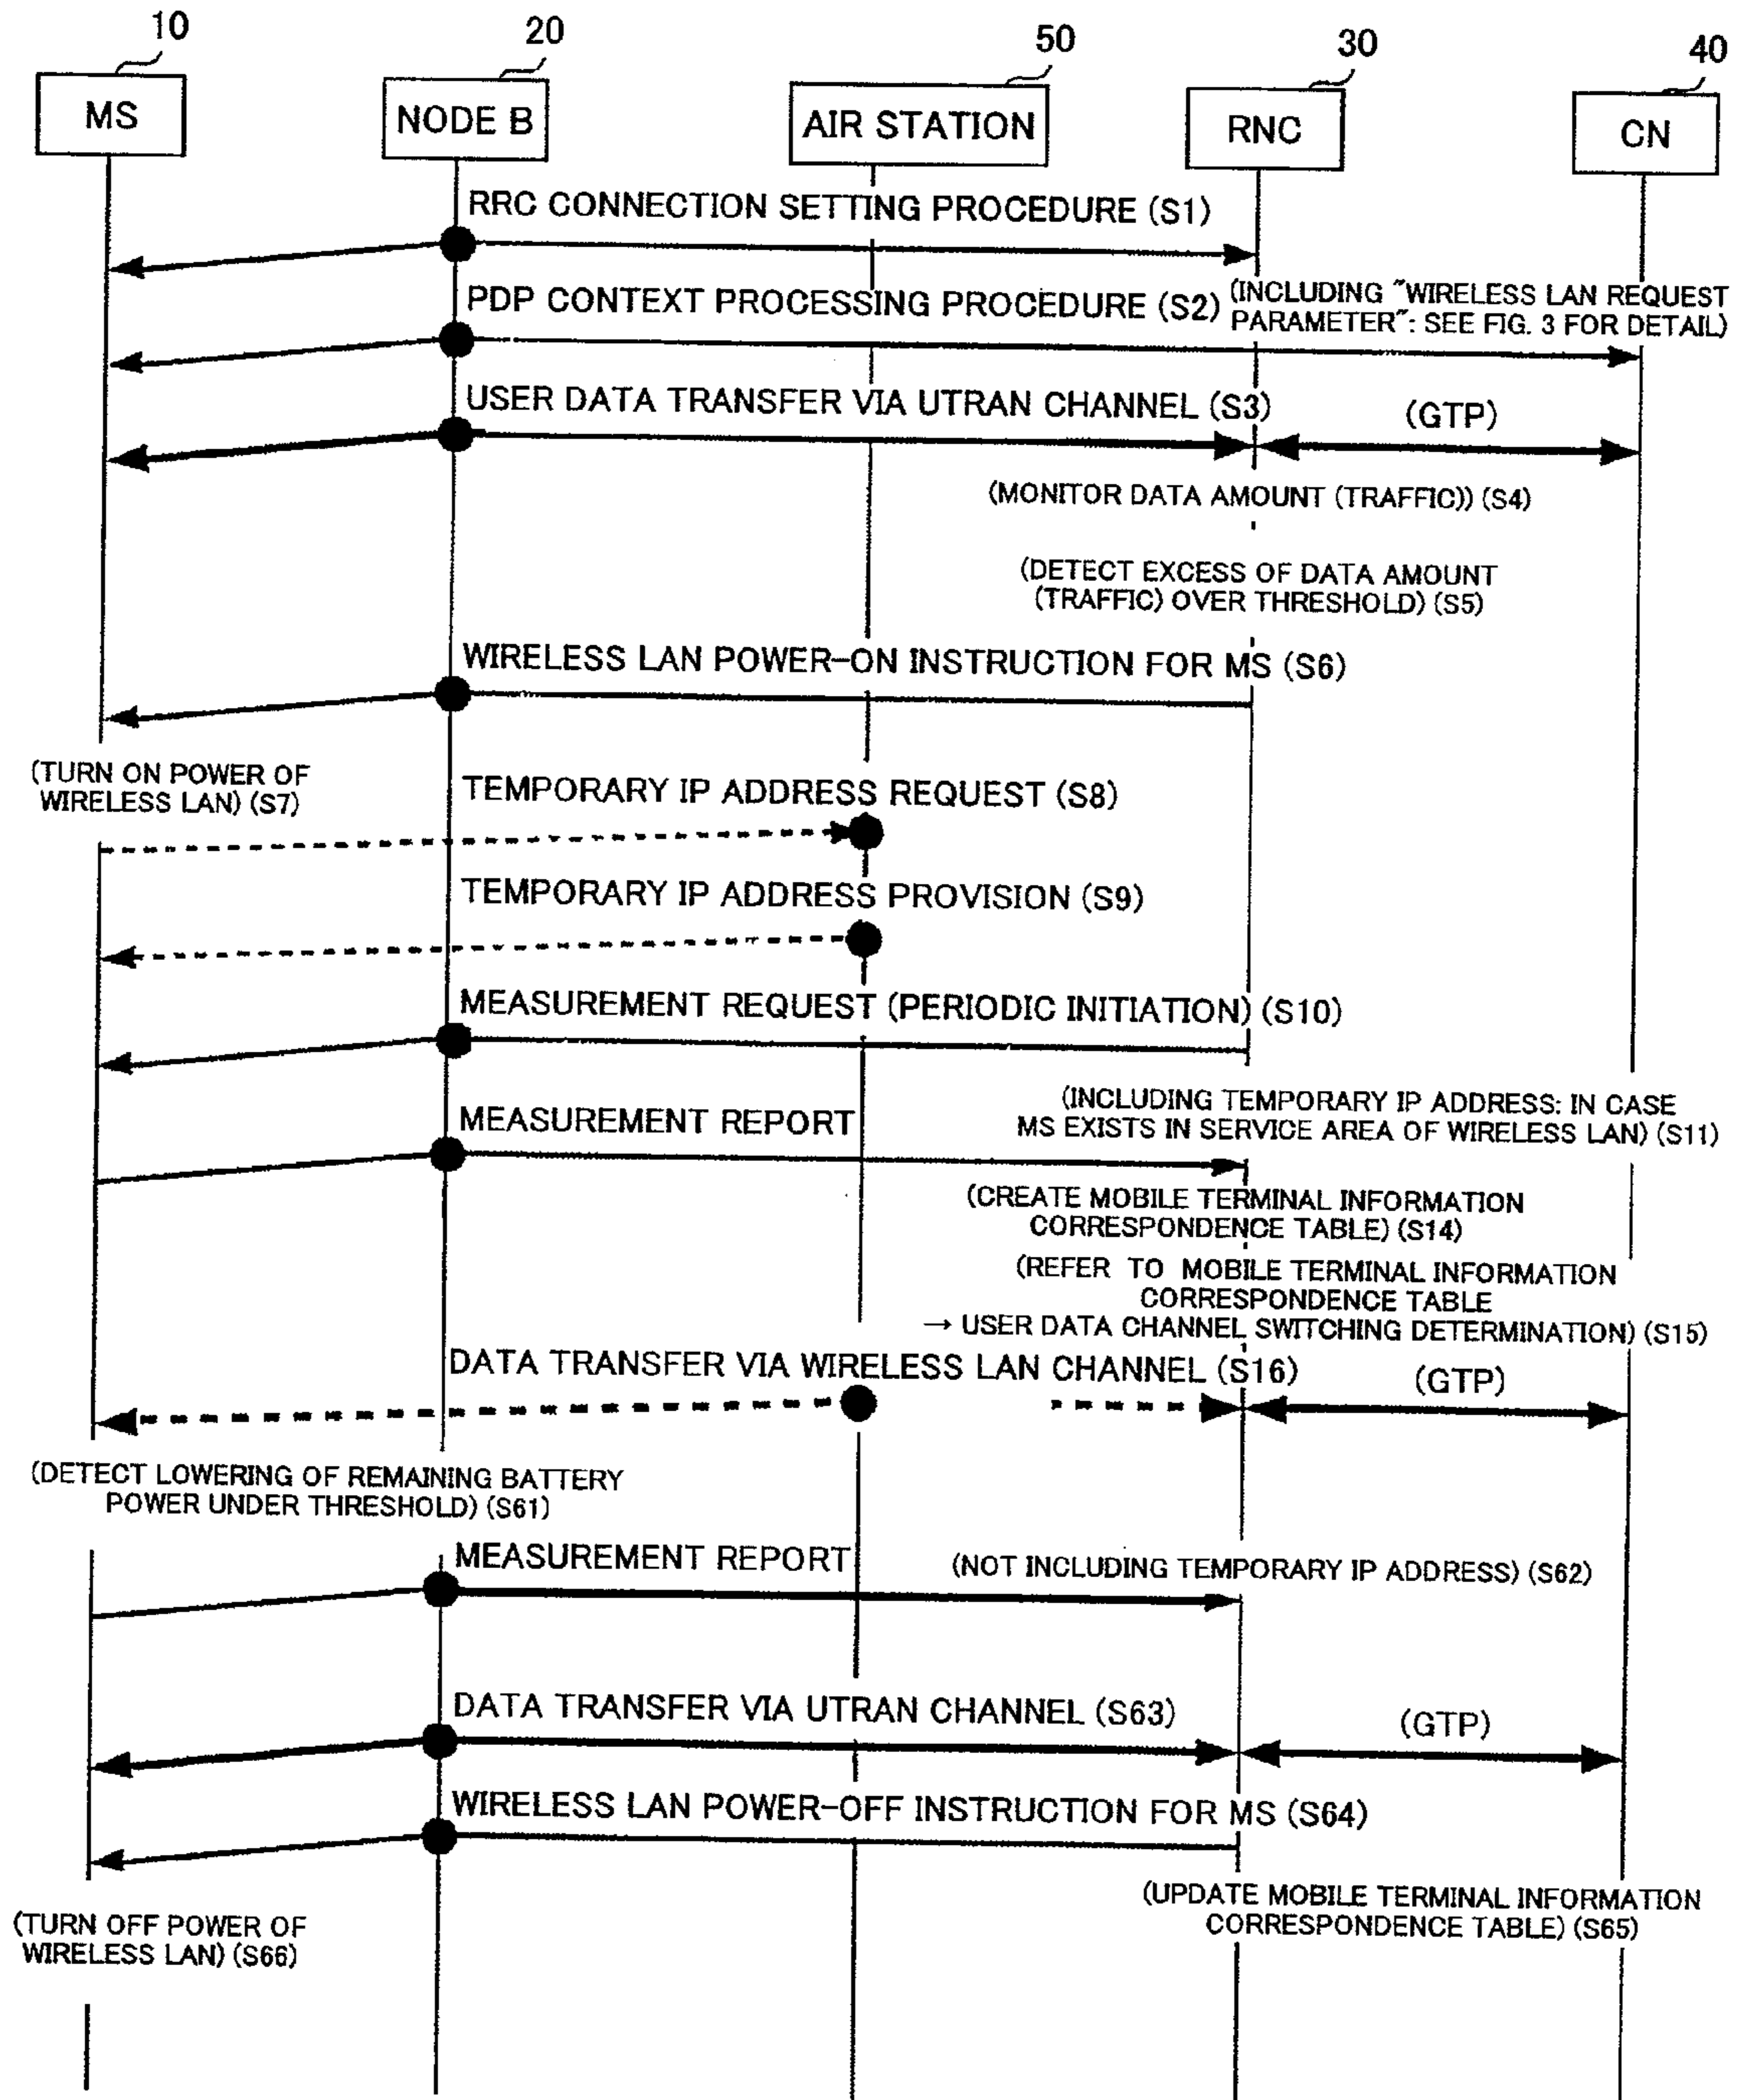 10
20
50
30
40
MS
NODE B
AIR STATION
RNC
CN
RRC CONNECTION SETTING PROCEDURE (S1)
PDP CONTEXT PROCESSING PROCEDURE (S2)
(INCLUDING "WIRELESS LAN REQUEST
PARAMETER": SEE FIG. 3 FOR DETAIL)
USER DATA TRANSFER VIA UTRAN CHANNEL (S3)
(GTP)
(MONITOR DATA AMOUNT (TRAFFIC)) (S4)
(DETECT EXCESS OF DATA AMOUNT
(TRAFFIC) OVER THRESHOLD) (S5)
WIRELESS LAN POWER-ON INSTRUCTION FOR MS (S6)
(TURN ON POWER OF
WIRELESS LAN) (S7)
TEMPORARY IP ADDRESS REQUEST (S8)
TEMPORARY IP ADDRESS PROVISION (S9)
MEASUREMENT REQUEST (PERIODIC INITIATION) (S10)
MEASUREMENT REPORT
(INCLUDING TEMPORARY IP ADDRESS: IN CASE
MS EXISTS IN SERVICE AREA OF WIRELESS LAN) (S11)
(CREATE MOBILE TERMINAL INFORMATION
CORRESPONDENCE TABLE) (S14)
(REFER TO MOBILE TERMINAL INFORMATION
CORRESPONDENCE TABLE
→ USER DATA CHANNEL SWITCHING DETERMINATION) (S15)
DATA TRANSFER VIA WIRELESS LAN CHANNEL (S16)
(GTP)
(DETECT LOWERING OF REMAINING BATTERY
POWER UNDER THRESHOLD) (S61)
MEASUREMENT REPORT
(NOT INCLUDING TEMPORARY IP ADDRESS) (S62)
DATA TRANSFER VIA UTRAN CHANNEL (S63)
(GTP)
WIRELESS LAN POWER-OFF INSTRUCTION FOR MS (S64)
(UPDATE MOBILE TERMINAL INFORMATION
CORRESPONDENCE TABLE) (S65)
(TURN OFF POWER OF
WIRELESS LAN) (S66)